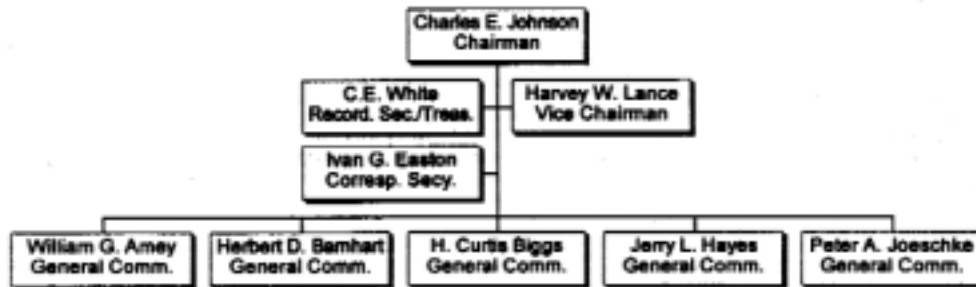 Charles E. Johnson
Chairman
C.E. White
Record. Sec./Treas.
Harvey W. Lance
Vice Chairman
Ivan G. Easton
Corresp. Secy.
William G. Amey
General Comm.
Herbert D. Barnhart
General Comm.
H. Curtis Biggs
General Comm.
Jerry L. Hayes
General Comm.
Peter A. Joeschke
General Comm.